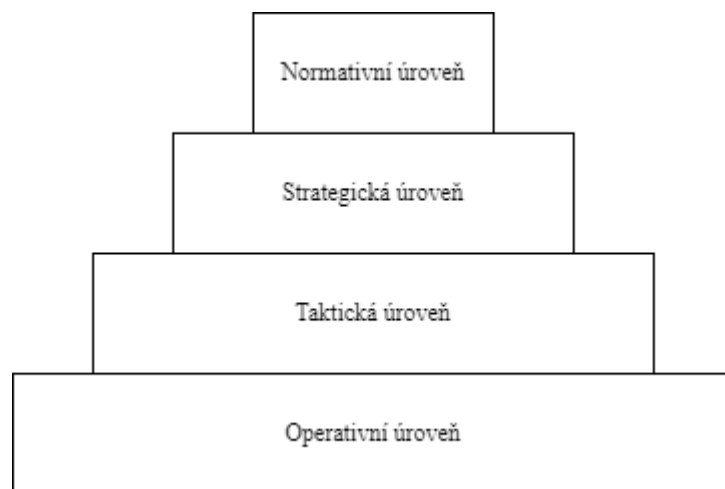 Normativní úroveň
Strategická úroveň
Taktická úroveň
Operativní úroveň